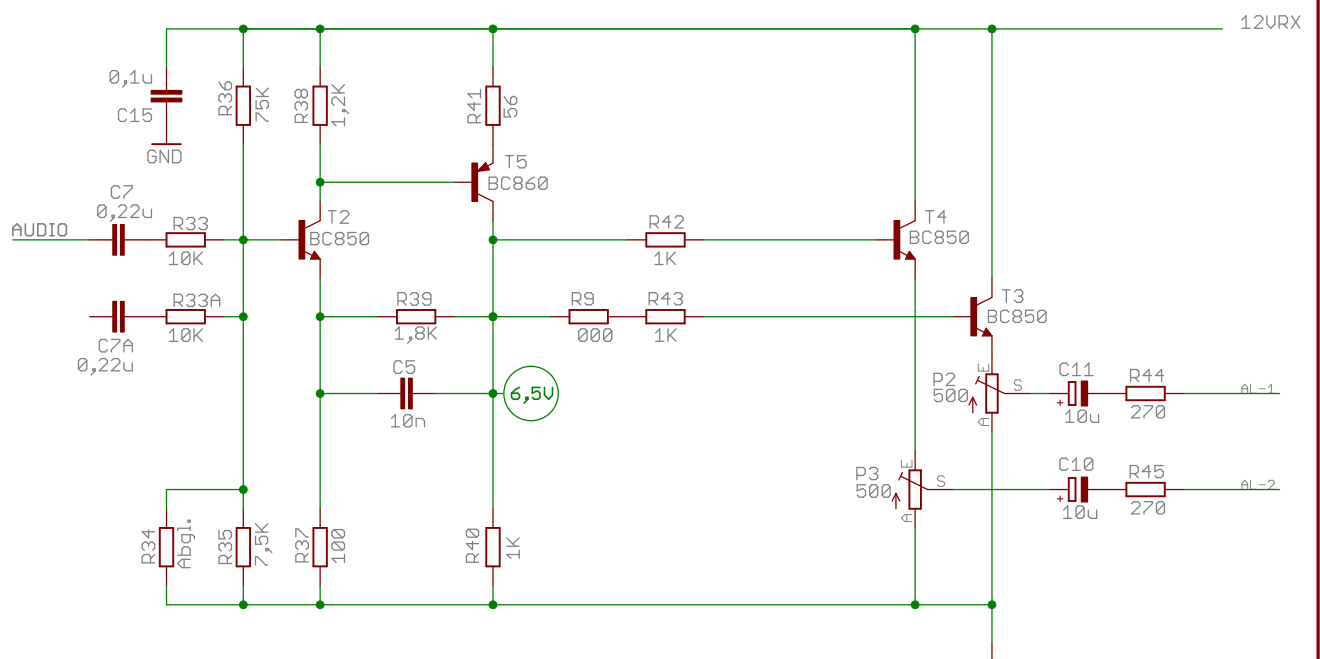 12VRX
0,1u
C15
GND
R36
75K
R38
1,2K
R41
56
T5
BC860
C7
0,22u
AUDIO
R33
10K
T2
BC850
R42
1K
T4
BC850
C7A
0,22u
R33A
10K
R39
1,8K
R9
000
R43
1K
T3
BC850
C5
10n
6,5V
P2
500
E
S
A
C11
+
10u
R44
270
AL-1
P3
500
E
S
A
C10
+
10u
R45
270
AL-2
R34
Abgl.
R35
7,5K
R37
100
R40
1K